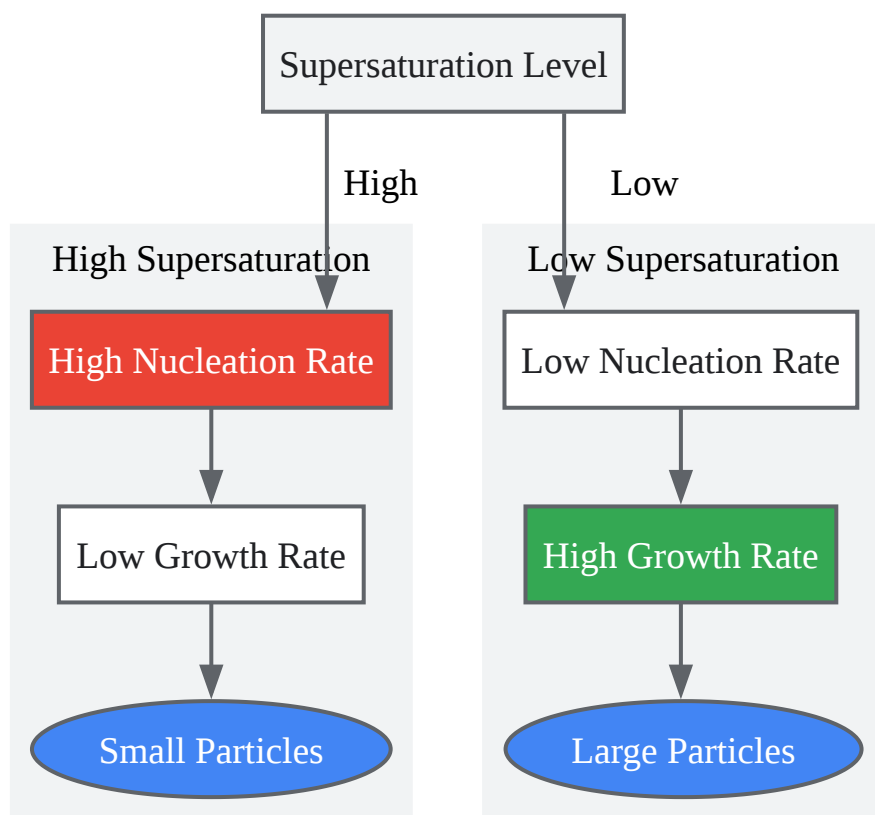 Supersaturation Level
High
Low
High Supersaturation
Low Supersaturation
High Nucleation Rate
Low Nucleation Rate
Low Growth Rate
High Growth Rate
Small Particles
Large Particles